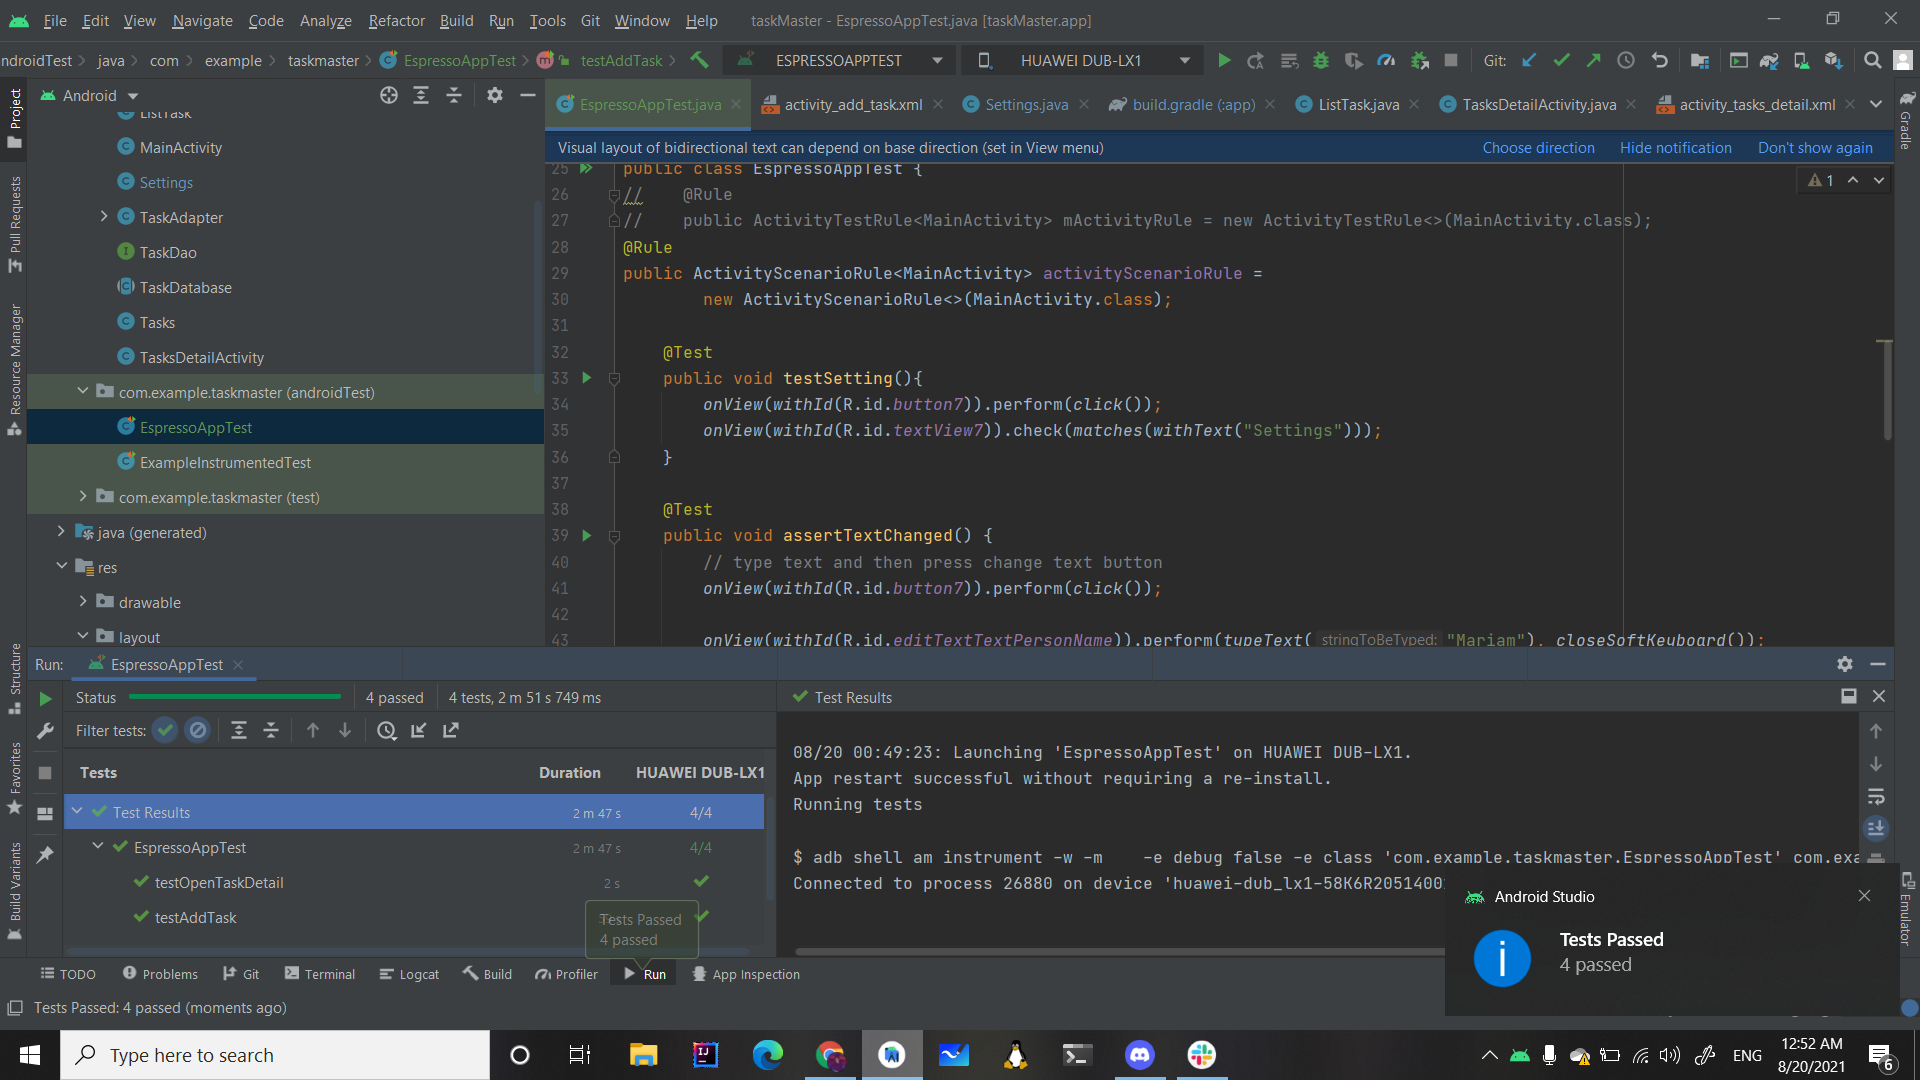 File Edit View Navigate Code Analyze Refactor Build Run Tools Git Window Help taskMaster - EspressoAppTest.java [taskMaster.app]
ndroidTest java com example taskmaster EspressoAppTest testAddTask ESPRESSOAPPTEST HUAWEI DUB-LX1 Git:
Project
Pull Requests
Resource Manager
Structure
Favorites
Build Variants
Android
ListTask
MainActivity
Settings
TaskAdapter
TaskDao
TaskDatabase
Tasks
TasksDetailActivity
com.example.taskmaster (androidTest)
EspressoAppTest
ExampleInstrumentedTest
com.example.taskmaster (test)
java (generated)
res
drawable
layout
EspressoAppTest.java activity_add_task.xml Settings.java build.gradle (:app) ListTask.java TasksDetailActivity.java activity_tasks_detail.xml
Visual layout of bidirectional text can depend on base direction (set in View menu) Choose direction Hide notification Don't show again
1
25 public class EspressoAppTest {
26 // @Rule
27 // public ActivityTestRule<MainActivity> mActivityRule = new ActivityTestRule<>(MainActivity.class);
28 @Rule
29 public ActivityScenarioRule<MainActivity> activityScenarioRule =
30 new ActivityScenarioRule<>(MainActivity.class);
31
32 @Test
33 public void testSetting(){
34 onView(withId(R.id.button7)).perform(click());
35 onView(withId(R.id.textView7)).check(matches(withText("Settings")));
36 }
37
38 @Test
39 public void assertTextChanged() {
40 // type text and then press change text button
41 onView(withId(R.id.button7)).perform(click());
42
43 onView(withId(R.id.editTextTextPersonName)).perform(typeText( stringToBeTyped: "Mariam"), closeSoftKeyboard());
Gradle
Emulator
Run: EspressoAppTest
Status 4 passed 4 tests, 2 m 51 s 749 ms
Filter tests:
Tests Duration HUAWEI DUB-LX1
Test Results 2 m 47 s 4/4
EspressoAppTest 2 m 47 s 4/4
testOpenTaskDetail 2 s
testAddTask
Tests Passed
4 passed
Test Results
08/20 00:49:23: Launching 'EspressoAppTest' on HUAWEI DUB-LX1.
App restart successful without requiring a re-install.
Running tests
$ adb shell am instrument -w -m -e debug false -e class 'com.example.taskmaster.EspressoAppTest' com.exa
Connected to process 26880 on device 'huawei-dub_lx1-58K6R2051400
Android Studio
Tests Passed
4 passed
TODO Problems Git Terminal Logcat Build Profiler Run App Inspection
Tests Passed: 4 passed (moments ago)
Type here to search
ENG
12:52 AM
8/20/2021
6